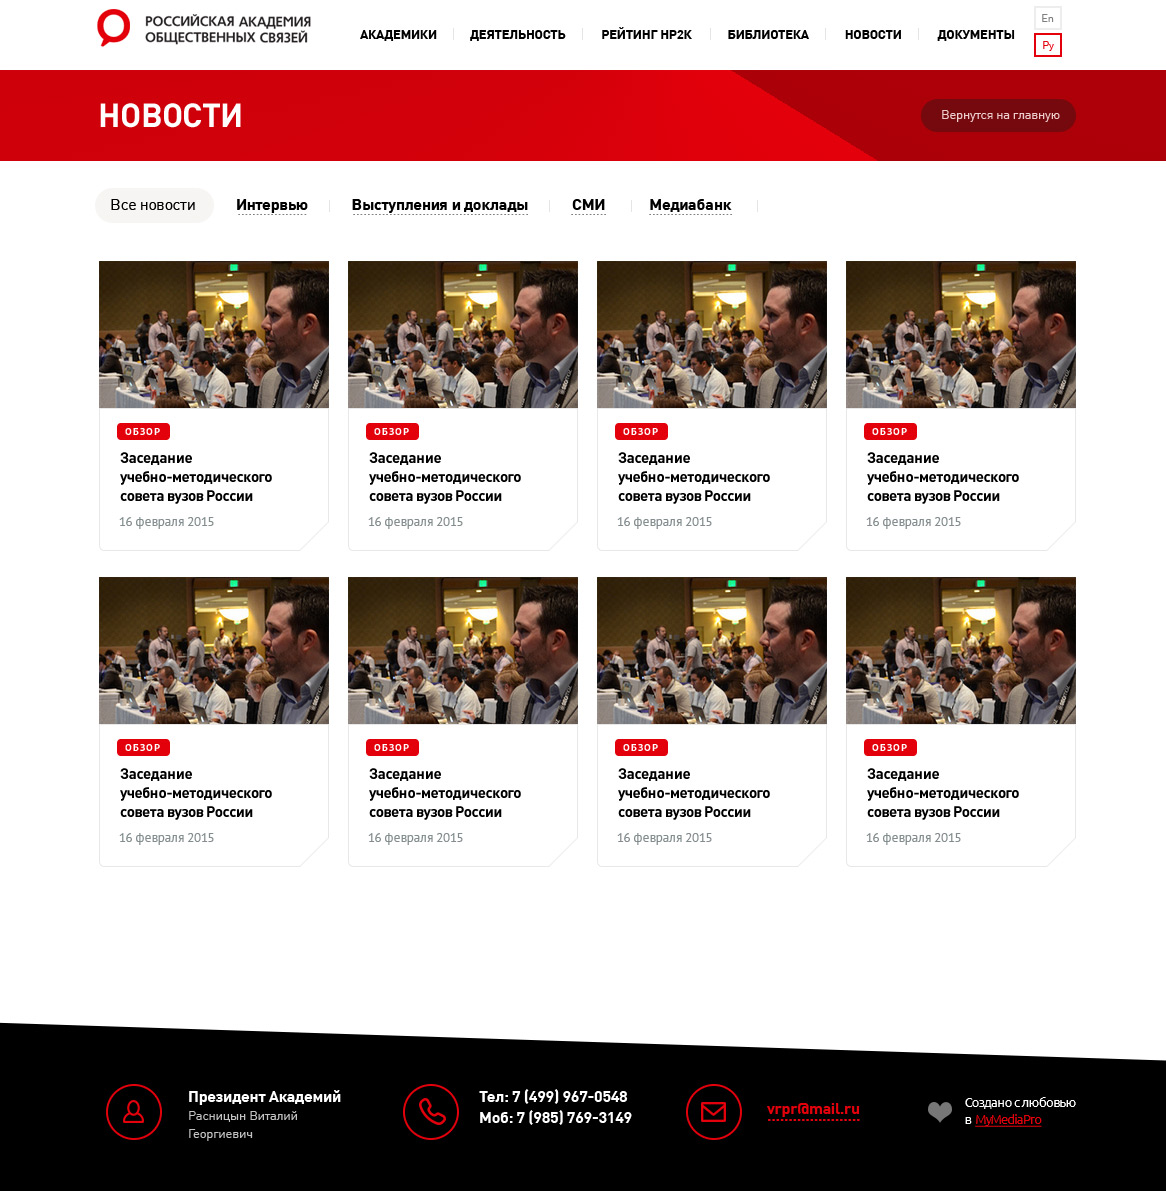 РОССИЙСКАЯ АКАДЕМИЯ
ОБЩЕСТВЕННЫХ СВЯЗЕЙ
АКАДЕМИКИ
ДЕЯТЕЛЬНОСТЬ
РЕЙТИНГ НР2К
БИБЛИОТЕКА
НОВОСТИ
ДОКУМЕНТЫ
En
Ру
НОВОСТИ
Вернутся на главную
Все новости
Интервью
Выступления и доклады
СМИ
Медиабанк
ОБЗОР
Заседание
учебно-методического
совета вузов России
16 февраля 2015
ОБЗОР
Заседание
учебно-методического
совета вузов России
16 февраля 2015
ОБЗОР
Заседание
учебно-методического
совета вузов России
16 февраля 2015
ОБЗОР
Заседание
учебно-методического
совета вузов России
16 февраля 2015
ОБЗОР
Заседание
учебно-методического
совета вузов России
16 февраля 2015
ОБЗОР
Заседание
учебно-методического
совета вузов России
16 февраля 2015
ОБЗОР
Заседание
учебно-методического
совета вузов России
16 февраля 2015
ОБЗОР
Заседание
учебно-методического
совета вузов России
16 февраля 2015
Президент Академий
Расницын Виталий
Георгиевич
Тел: 7 (499) 967-0548
Моб: 7 (985) 769-3149
vrpr@mail.ru
Создано с любовью
в MyMediaPro